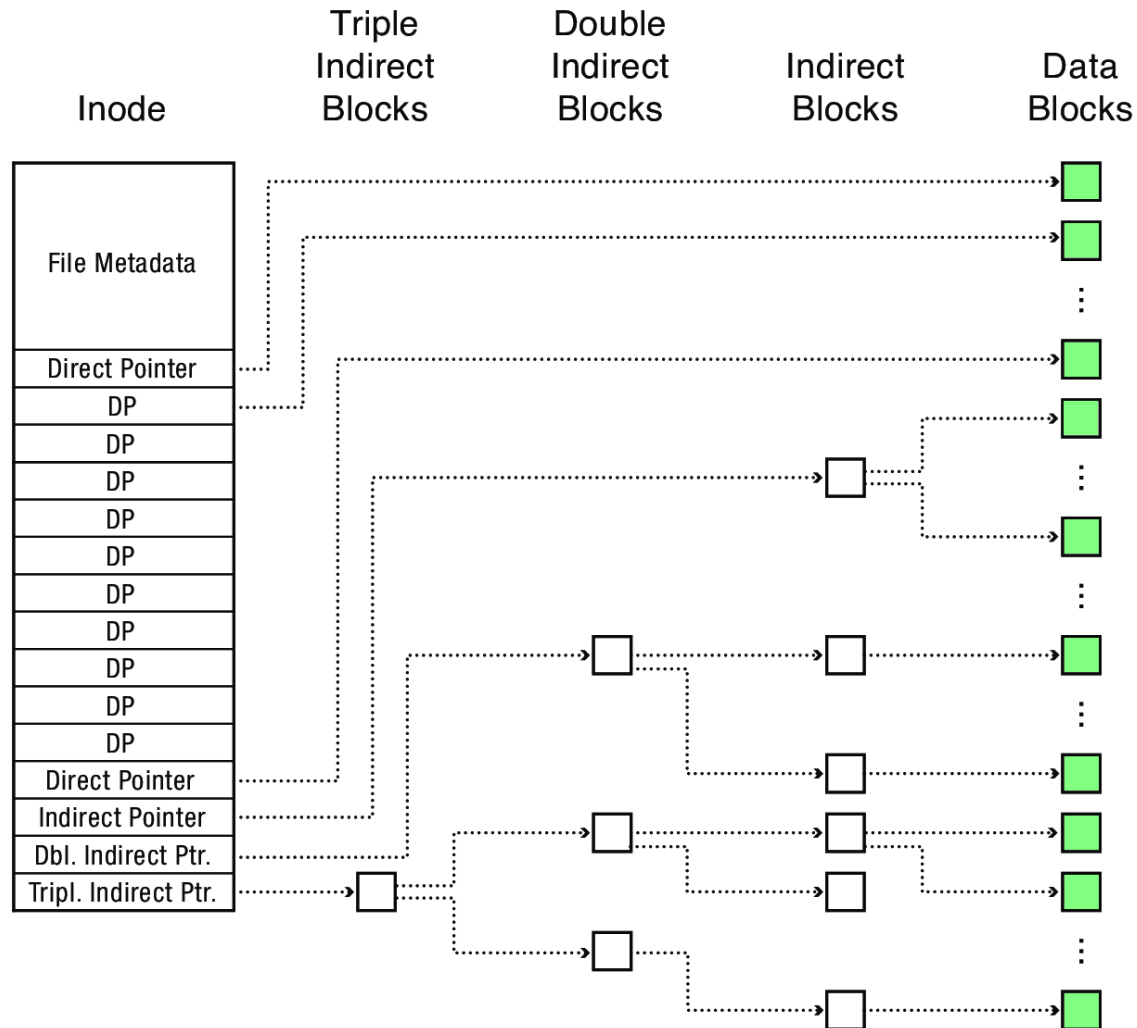 Inode
Triple
Indirect
Blocks
Double
Indirect
Blocks
Indirect
Blocks
Data
Blocks
File Metadata
Direct Pointer
DP
DP
DP
DP
DP
DP
DP
DP
DP
DP
Direct Pointer
Indirect Pointer
Dbl. Indirect Ptr.
Tripl. Indirect Ptr.